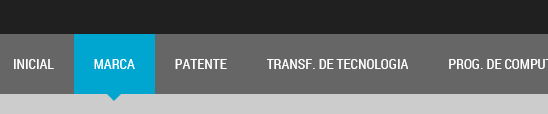 INICIAL MARCA PATENTE TRANSF. DE TECNOLOGIA PROG. DE COMPUT